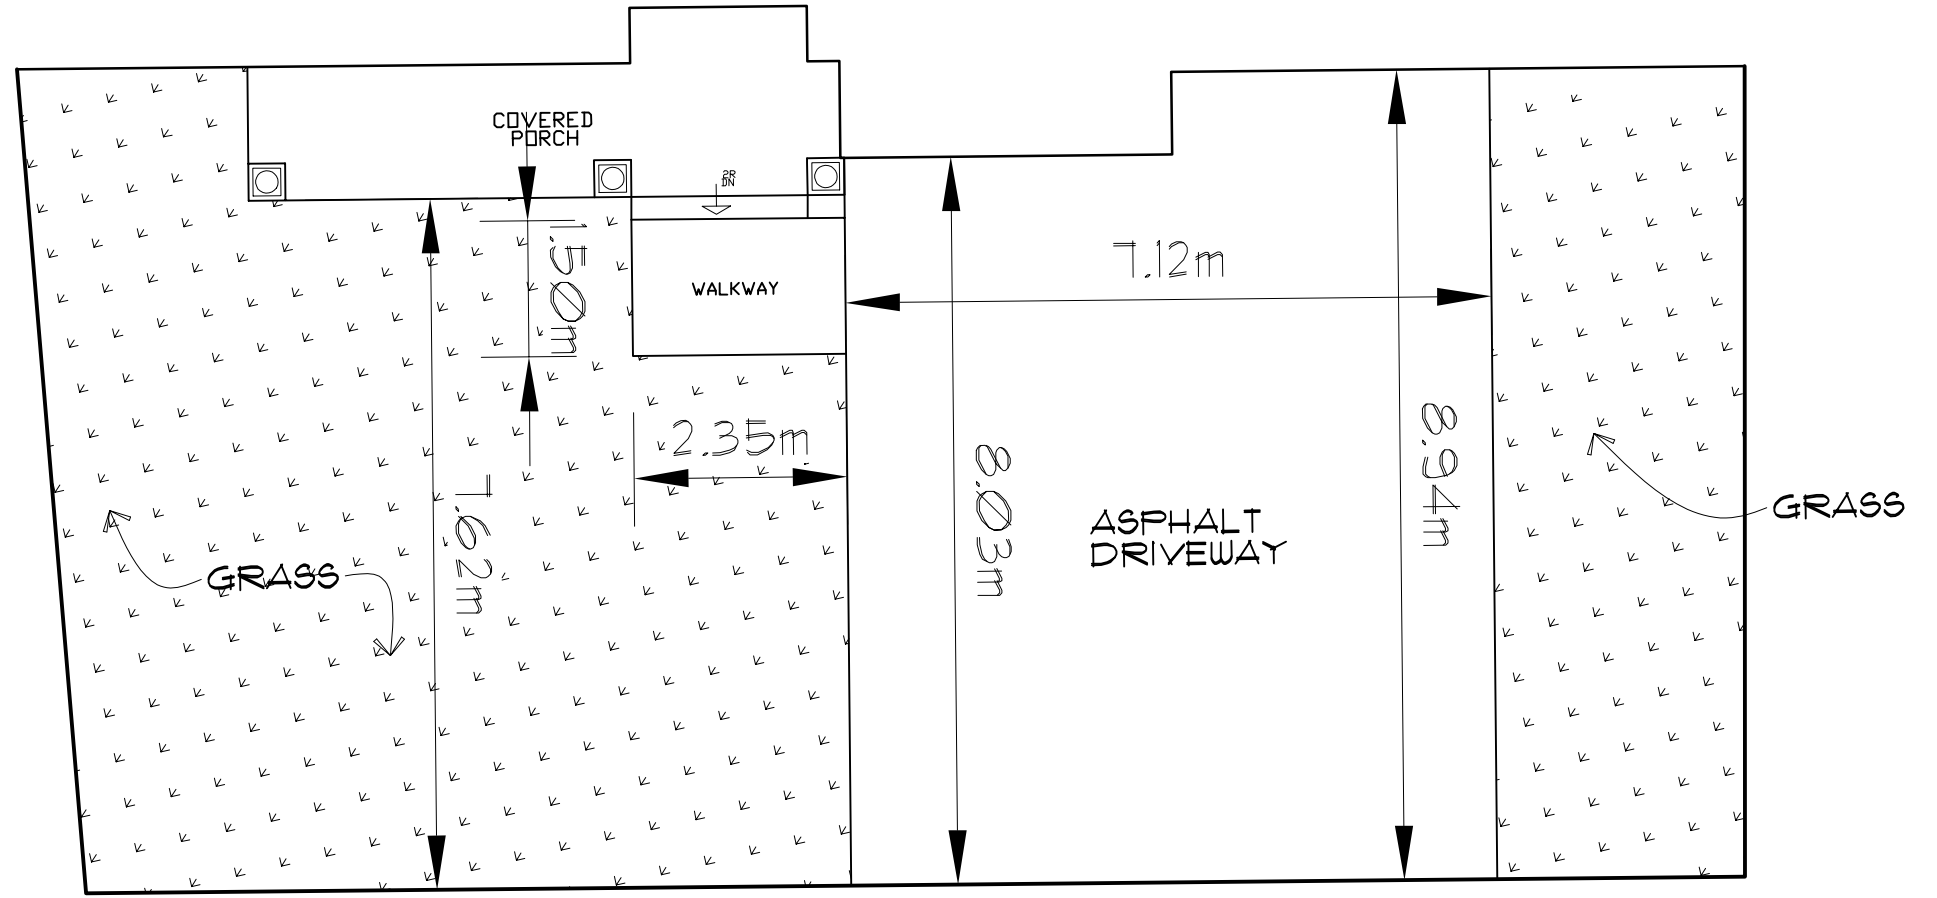 COVERED
PORCH
2R
DN
1.50m
WALKWAY
7.12m
2.35m
7.62m
8.03m
8.94m
ASPHALT
DRIVEWAY
GRASS
GRASS